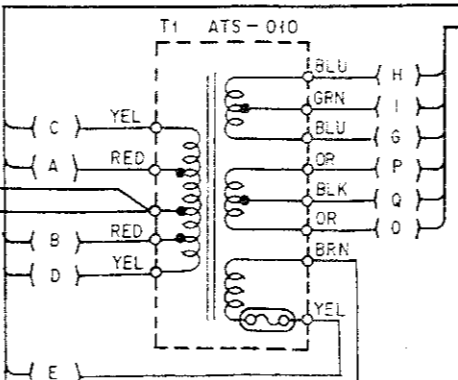 T1 ATS-010
BLU H
GRN I
C YEL
BLU G
A RED
OR P
BLK Q
B RED
OR O
BRN
D YEL
YEL
E